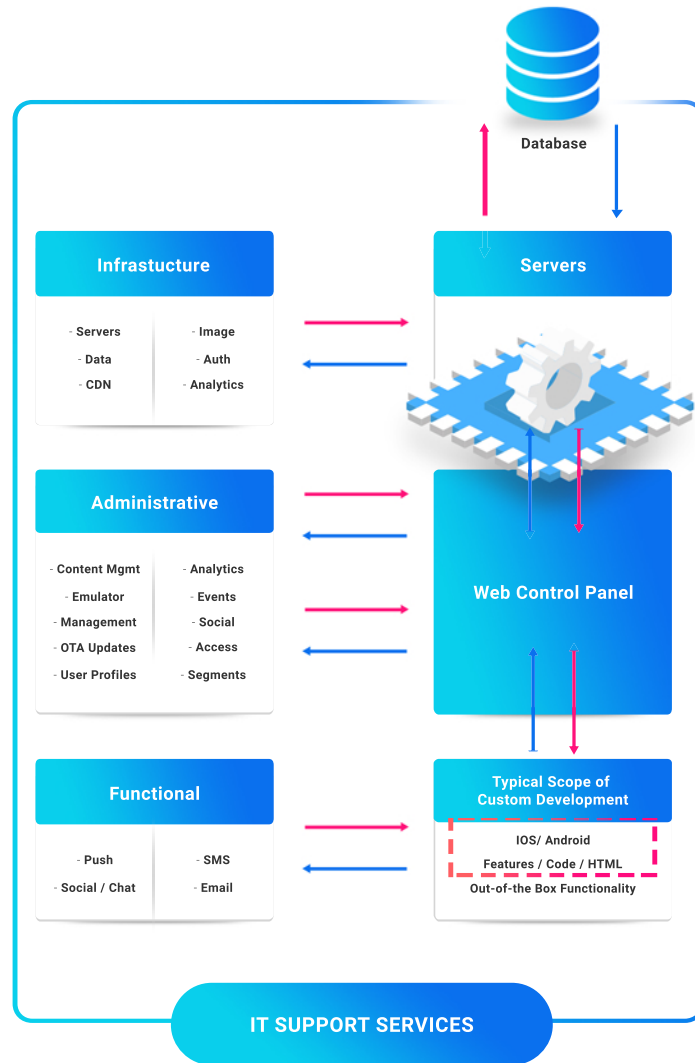 Database
Infrastucture
- Servers
- Image
- Data
- Auth
- CDN
- Analytics
Servers
Administrative
- Content Mgmt
- Analytics
- Emulator
- Events
- Management
- Social
- OTA Updates
- Access
- User Profiles
- Segments
Web Control Panel
Functional
- Push
- SMS
- Social / Chat
- Email
Typical Scope of
Custom Development
IOS/ Android
Features / Code / HTML
Out-of-the Box Functionality
IT SUPPORT SERVICES